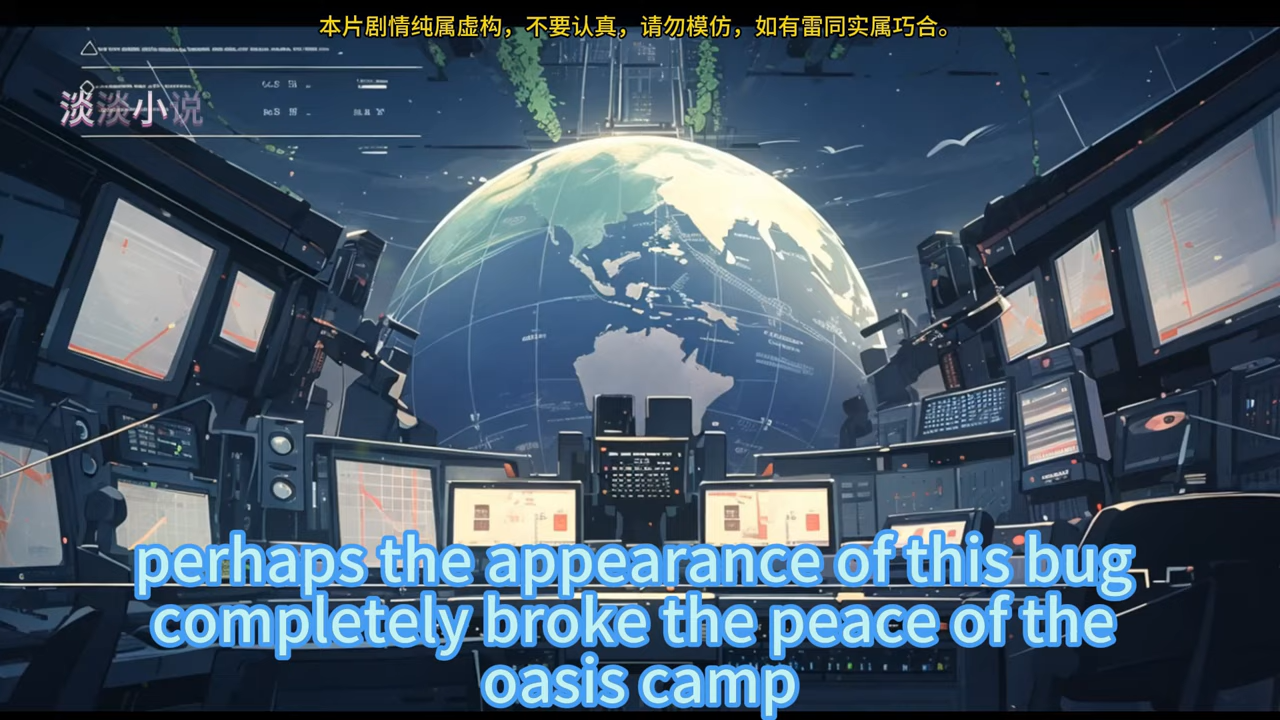 本片剧情纯属虚构，不要认真，请勿模仿，如有雷同实属巧合。
淡淡小说
perhaps the appearance of this bug
completely broke the peace of the
oasis camp